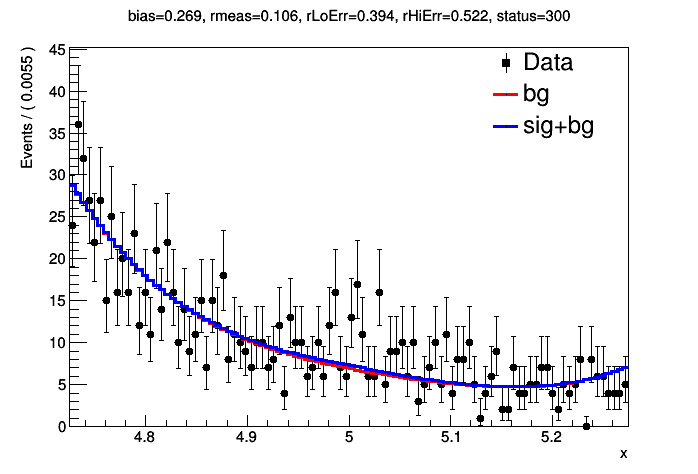 bias=0.269, rmeas=0.106, rLoErr=0.394, rHiErr=0.522, status=300
Events / ( 0.0055 )
45
40
35
30
25
20
15
10
5
0
Data
bg
sig+bg
4.8
4.9
5
5.1
5.2
x